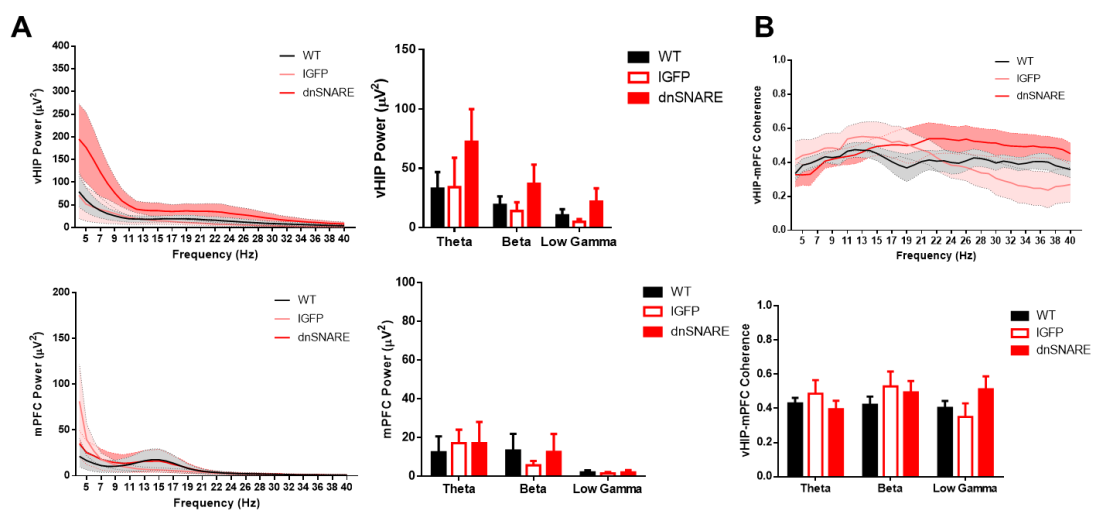 A
400
350
300
250
200
150
100
50
0
vHIP Power (μV²)
5 7 9 11 13 15 17 19 21 22 24 26 28 30 32 34 36 38 40
Frequency (Hz)
WT
IGFP
dnSNARE
150
100
50
0
vHIP Power (μV²)
Theta Beta Low Gamma
WT
IGFP
dnSNARE
B
1.0
0.8
0.6
0.4
0.2
0.0
vHIP-mPFC Coherence
5 7 9 11 13 15 17 19 21 22 24 26 28 30 32 34 36 38 40
Frequency (Hz)
WT
IGFP
dnSNARE
200
150
100
50
0
mPFC Power (μV²)
5 7 9 11 13 15 17 19 21 22 24 26 28 30 32 34 36 38 40
Frequency (Hz)
WT
IGFP
dnSNARE
100
80
60
40
20
0
mPFC Power (μV²)
Theta Beta Low Gamma
WT
IGFP
dnSNARE
1.0
0.8
0.6
0.4
0.2
0.0
vHIP-mPFC Coherence
Theta Beta Low Gamma
WT
IGFP
dnSNARE